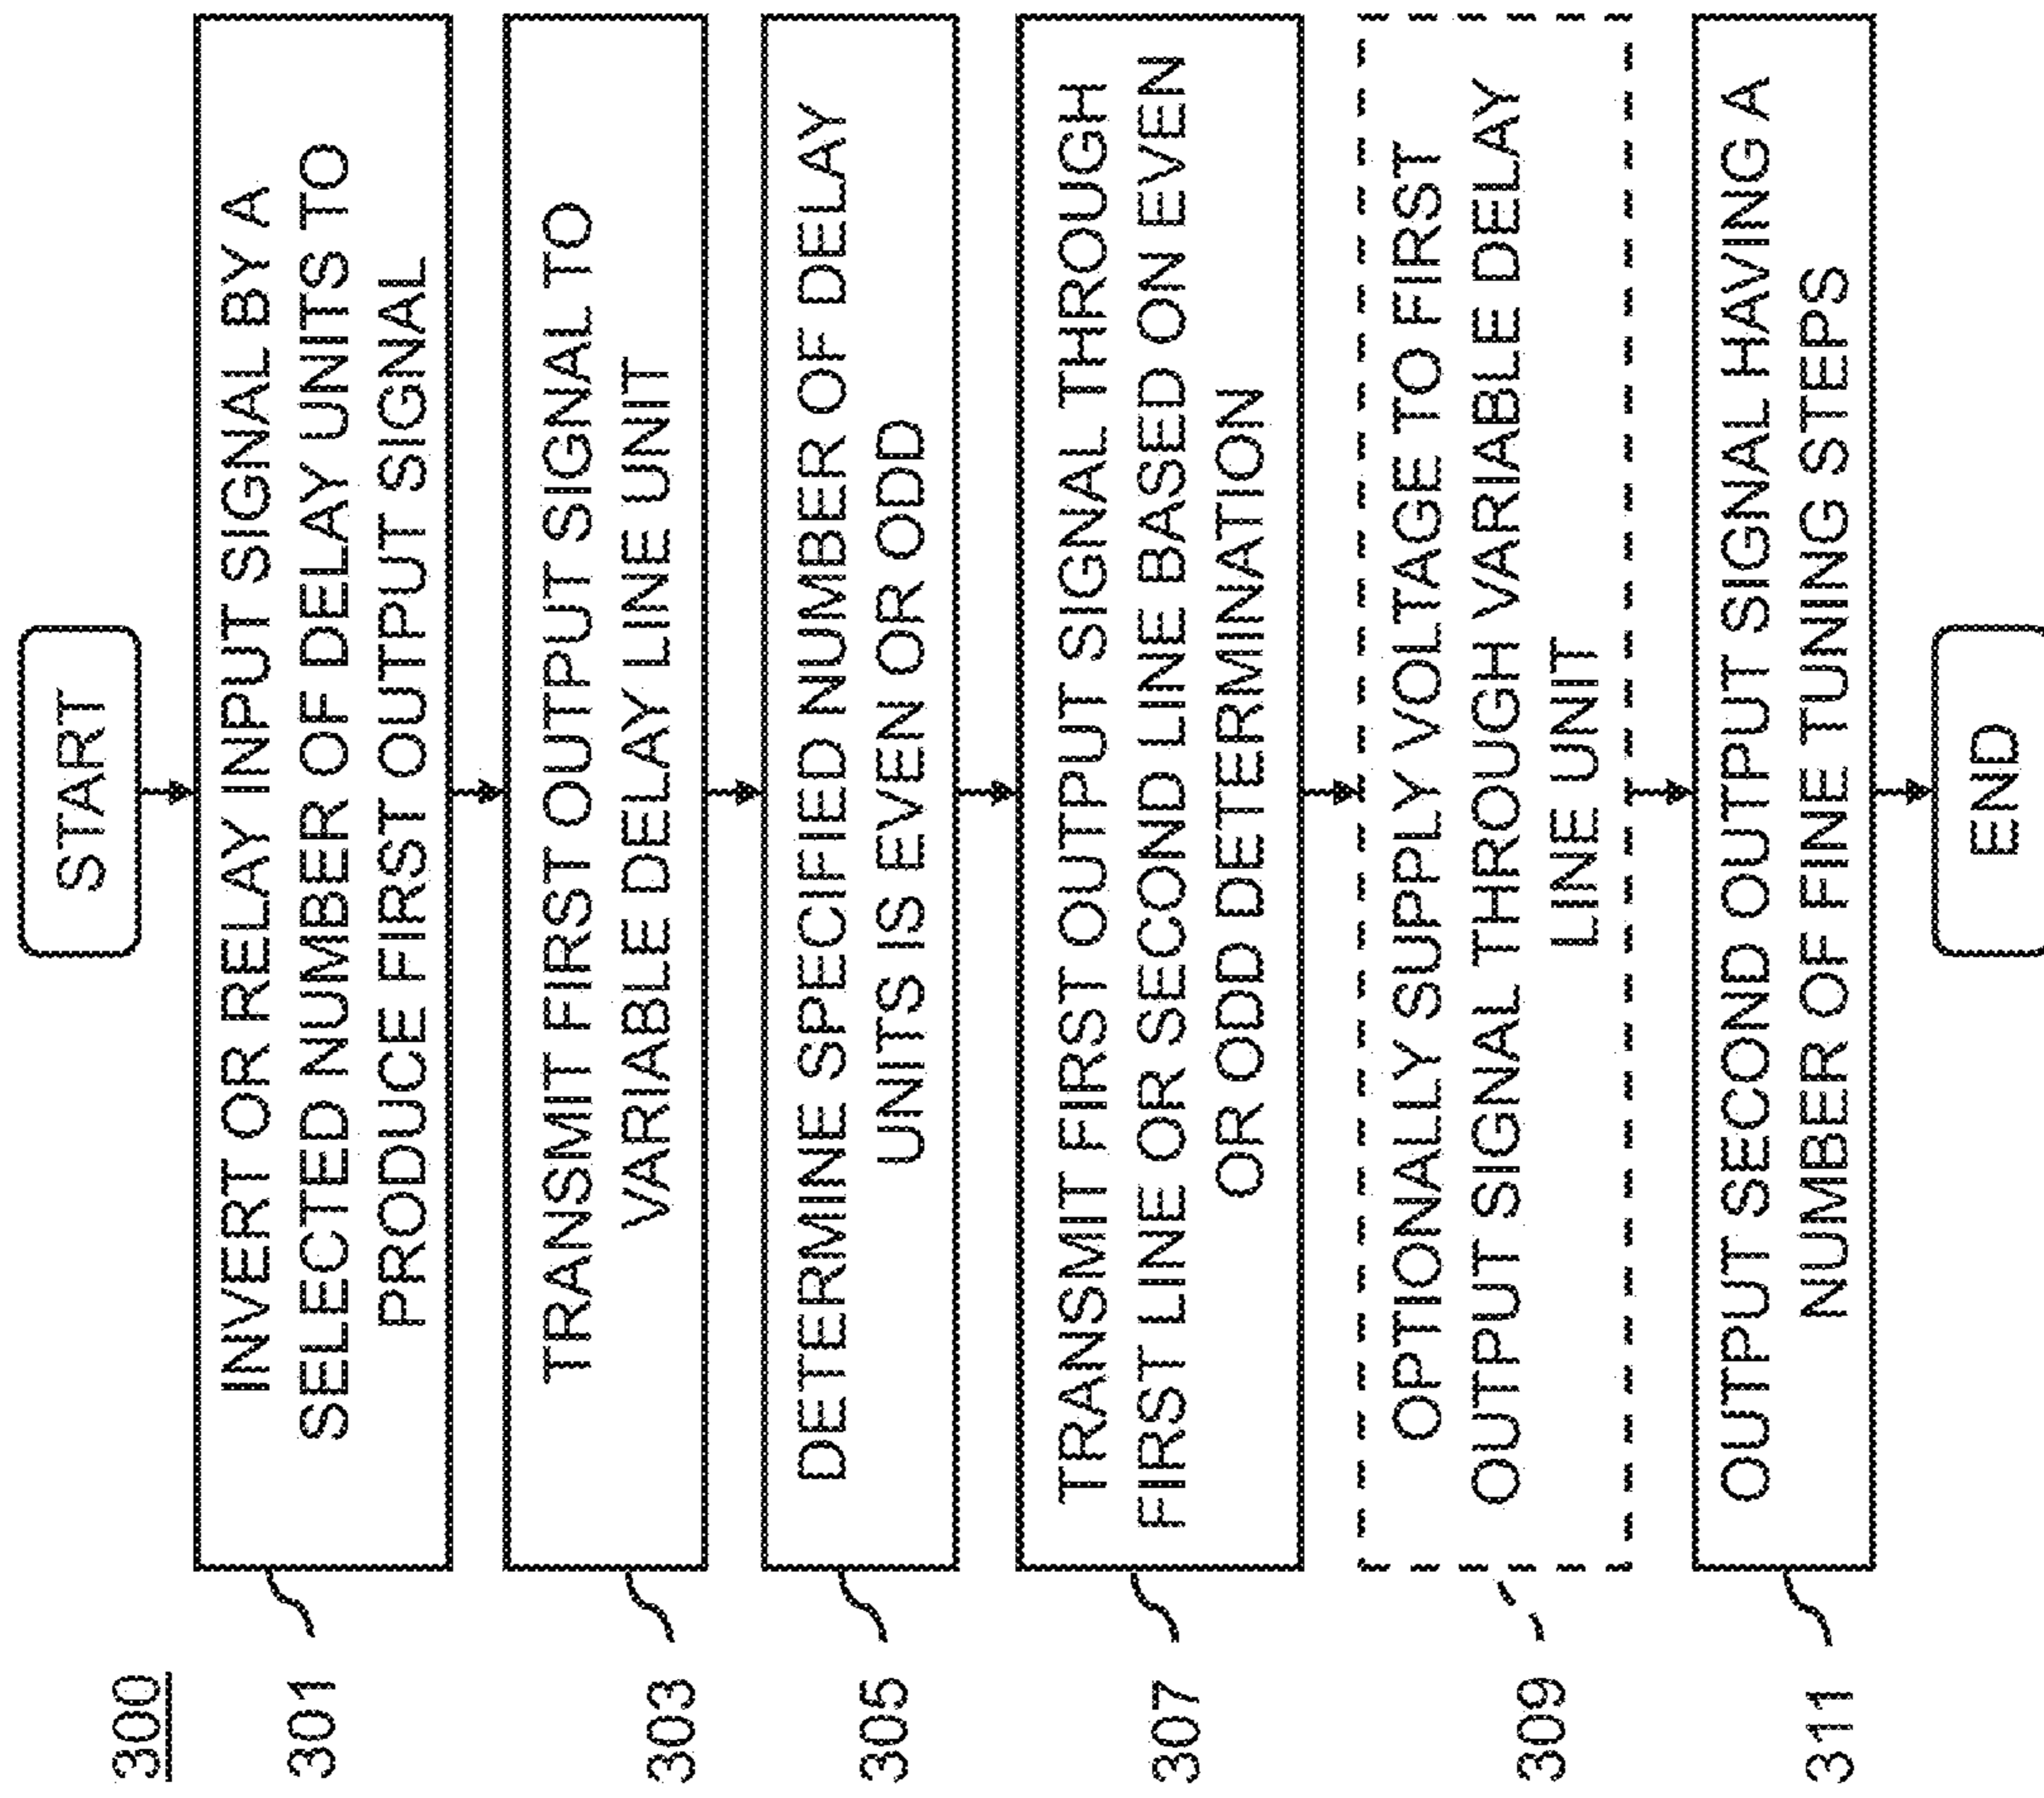 300
START
301
INVERT OR RELAY INPUT SIGNAL BY A
SELECTED NUMBER OF DELAY UNITS TO
PRODUCE FIRST OUTPUT SIGNAL
303
TRANSMIT FIRST OUTPUT SIGNAL TO
VARIABLE DELAY LINE UNIT
305
DETERMINE SPECIFIED NUMBER OF DELAY
UNITS IS EVEN OR ODD
307
TRANSMIT FIRST OUTPUT SIGNAL THROUGH
FIRST LINE OR SECOND LINE BASED ON EVEN
OR ODD DETERMINATION
309
OPTIONALLY SUPPLY VOLTAGE TO FIRST
OUTPUT SIGNAL THROUGH VARIABLE DELAY
LINE UNIT
311
OUTPUT SECOND OUTPUT SIGNAL HAVING A
NUMBER OF FINE TUNING STEPS
END